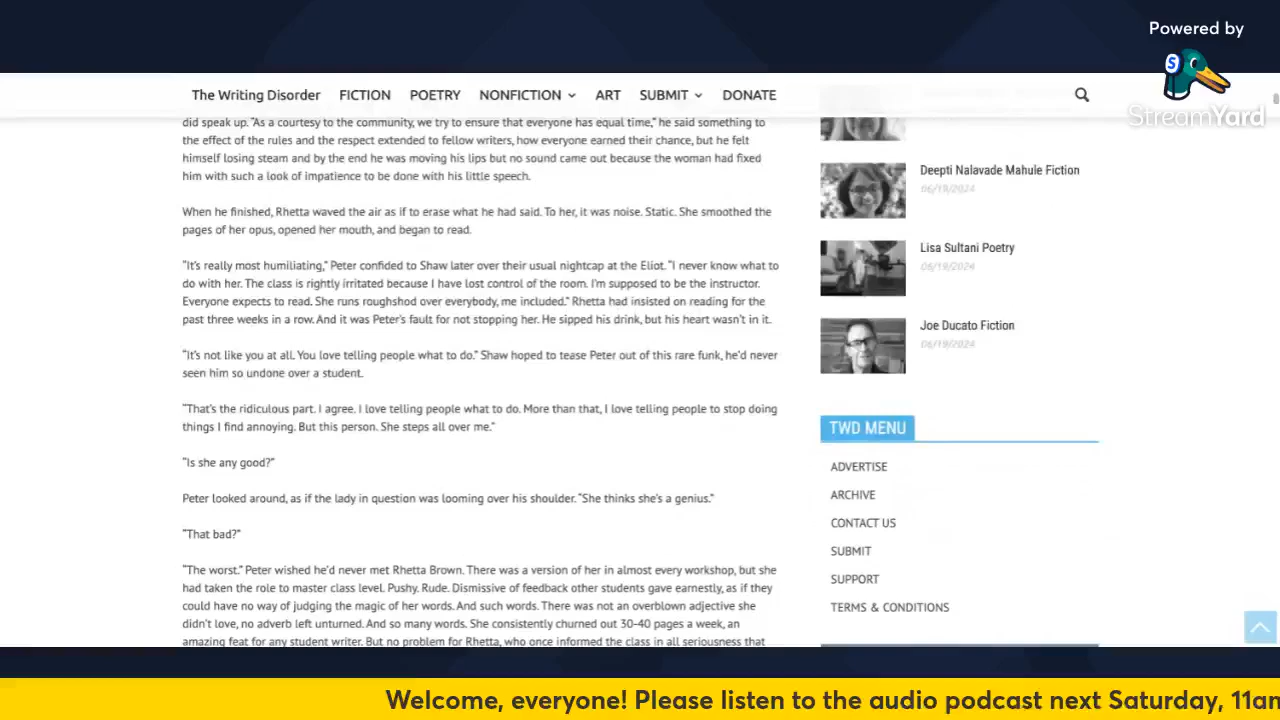 Powered by
StreamYard
The Writing Disorder FICTION POETRY NONFICTION ART SUBMIT DONATE
did speak up. "As a courtesy to the community, we try to ensure that everyone has equal time," he said something to
the effect of the rules and the respect extended to fellow writers, how everyone earned their chance, but he felt
himself losing steam and by the end he was moving his lips but no sound came out because the woman had fixed
him with such a look of impatience to be done with his little speech.
When he finished, Rhetta waved the air as if to erase what he had said. To her, it was noise. Static. She smoothed the
pages of her opus, opened her mouth, and began to read.
"It's really most humiliating," Peter confided to Shaw later over their usual nightcap at the Eliot. "I never know what to
do with her. The class is rightly irritated because I have lost control of the room. I'm supposed to be the instructor.
Everyone expects to read. She runs roughshod over everybody, me included." Rhetta had insisted on reading for the
past three weeks in a row. And it was Peter's fault for not stopping her. He sipped his drink, but his heart wasn't in it.
"It's not like you at all. You love telling people what to do." Shaw hoped to tease Peter out of this rare funk, he'd never
seen him so undone over a student.
"That's the ridiculous part. I agree. I love telling people what to do. More than that, I love telling people to stop doing
things I find annoying. But this person. She steps all over me."
"Is she any good?"
Peter looked around, as if the lady in question was looming over his shoulder. "She thinks she's a genius."
"That bad?"
"The worst." Peter wished he'd never met Rhetta Brown. There was a version of her in almost every workshop, but she
had taken the role to master class level. Pushy. Rude. Dismissive of feedback other students gave earnestly, as if they
could have no way of judging the magic of her words. And such words. There was not an overblown adjective she
didn't love, no adverb left unturned. And so many words. She consistently churned out 30-40 pages a week, an
amazing feat for any student writer. But no problem for Rhetta, who once informed the class in all seriousness that
Deepti Nalavade Mahule Fiction
06/19/2024
Lisa Sultani Poetry
06/19/2024
Joe Ducato Fiction
06/19/2024
TWD MENU
ADVERTISE
ARCHIVE
CONTACT US
SUBMIT
SUPPORT
TERMS & CONDITIONS
Welcome, everyone! Please listen to the audio podcast next Saturday, 11am